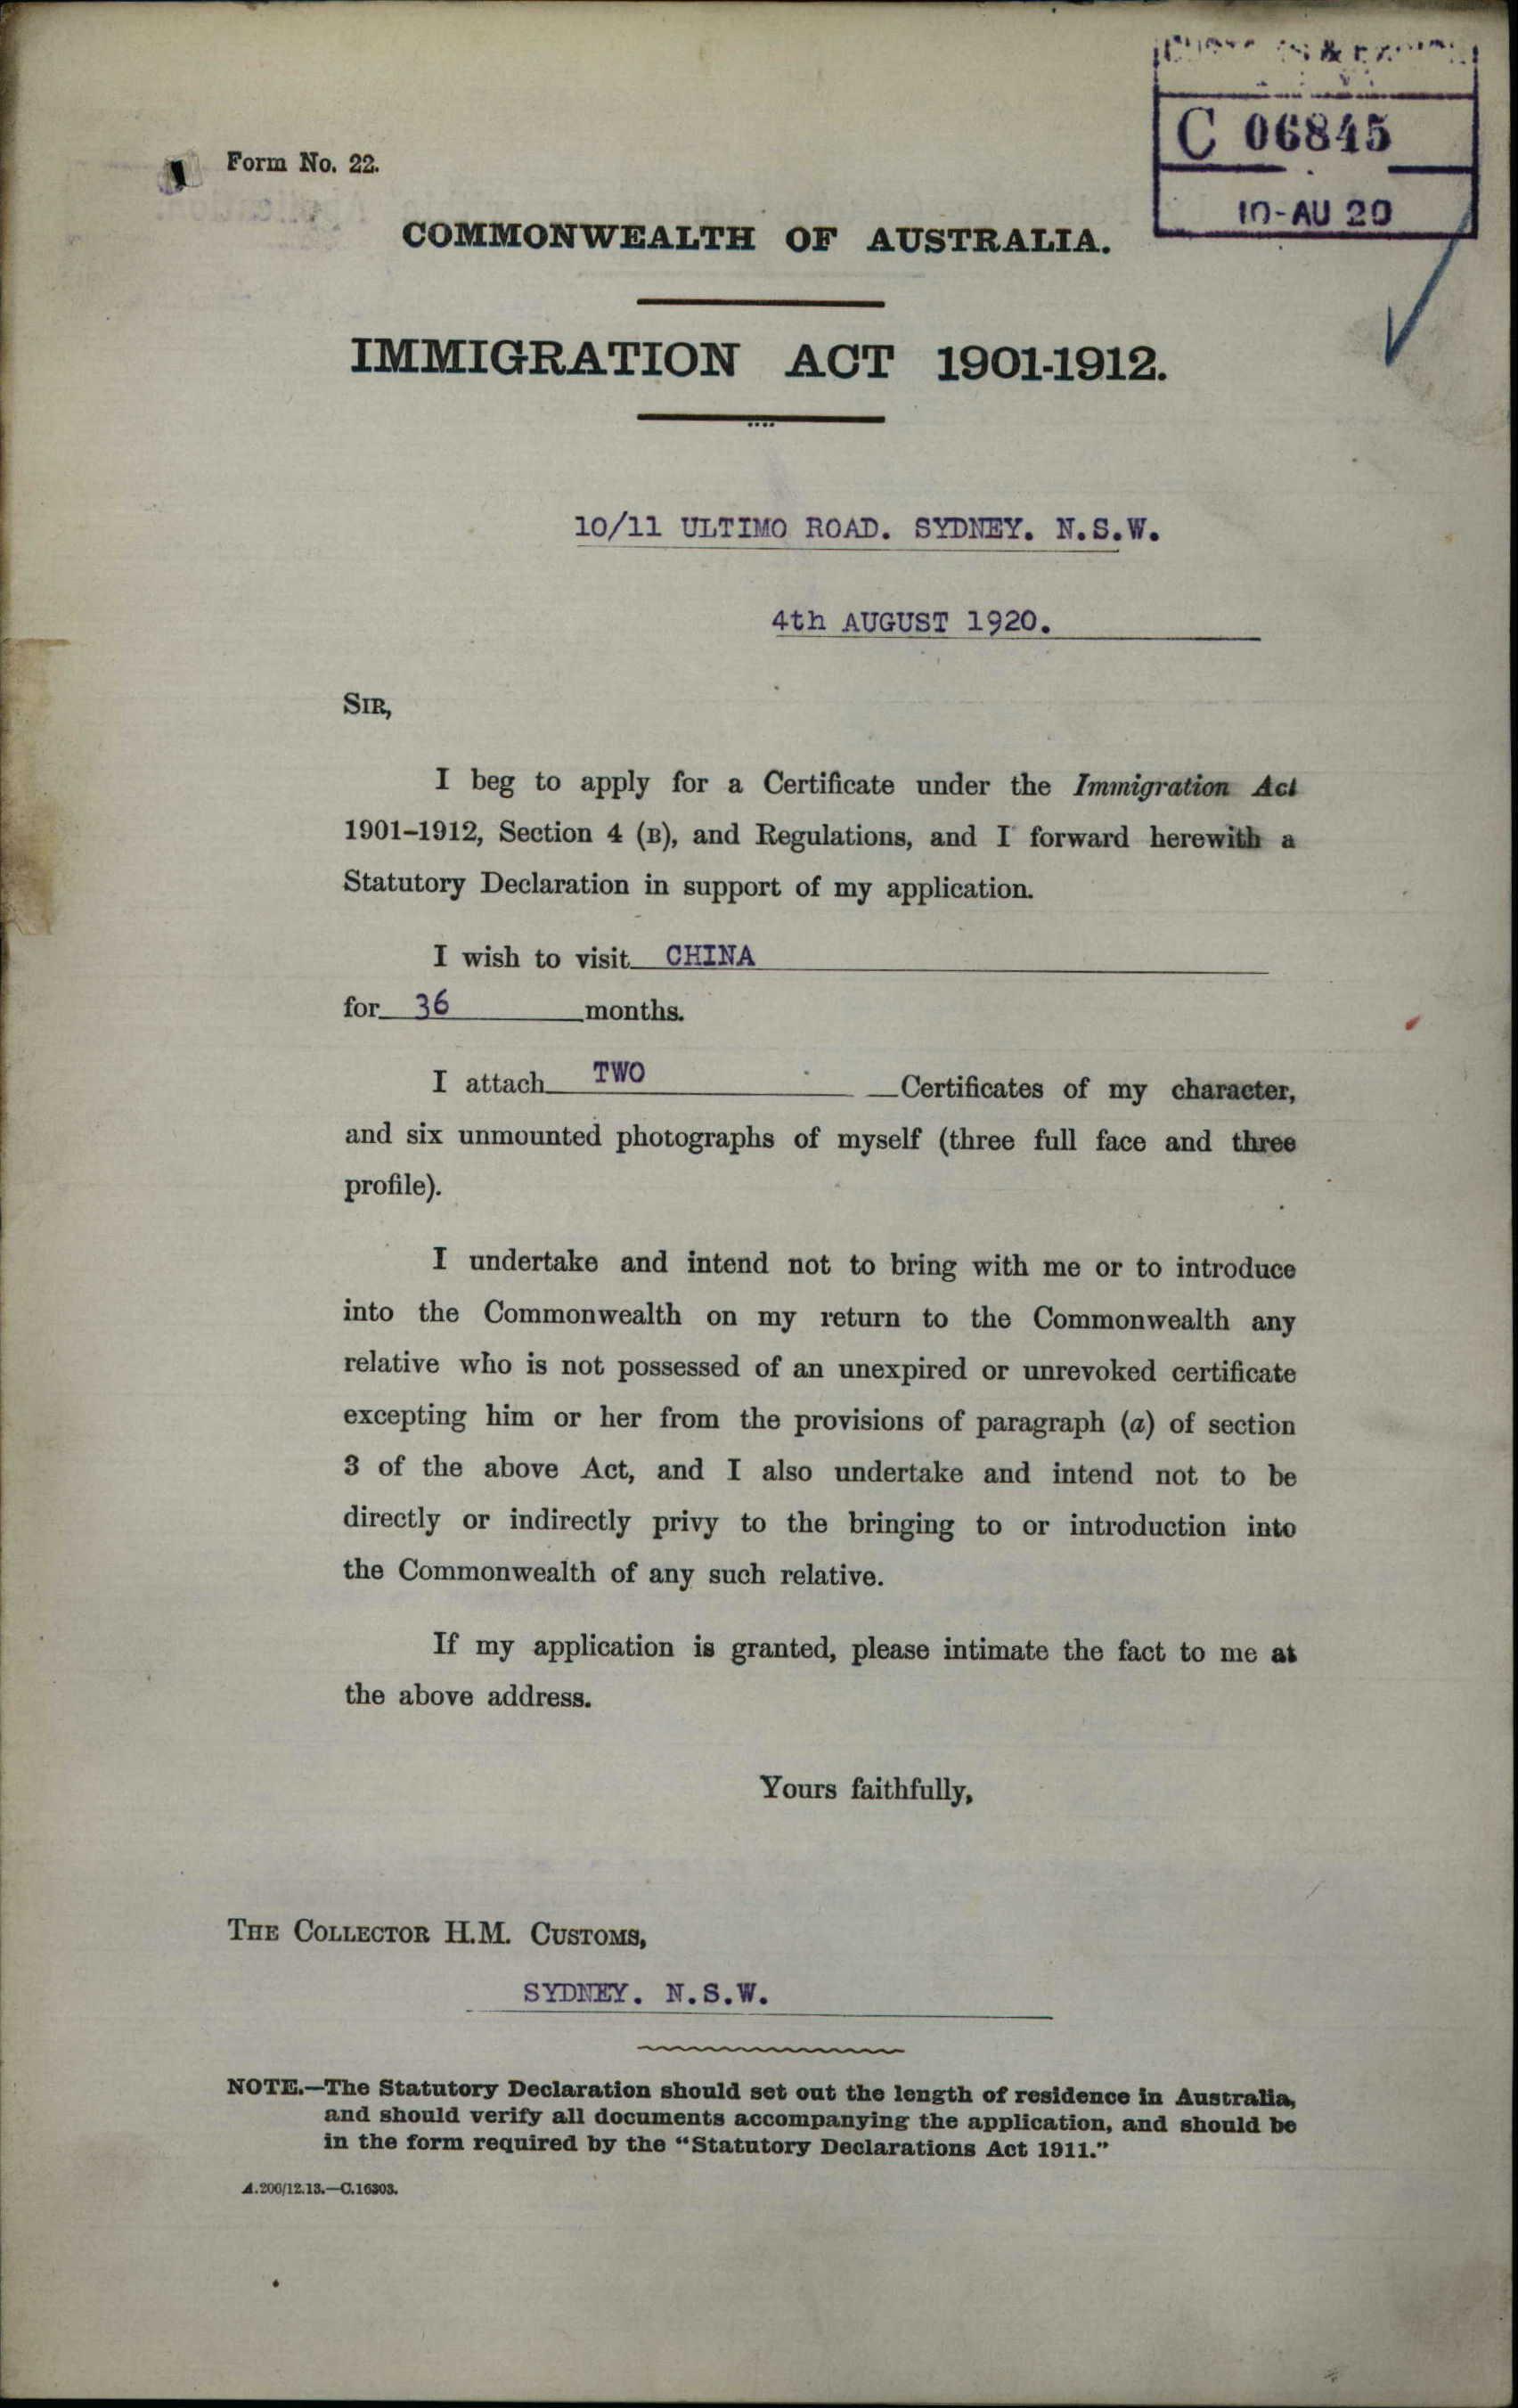 C 06845
10-AU 20
Form No. 22.
COMMONWEALTH OF AUSTRALIA.
IMMIGRATION ACT 1901-1912.
10/11 ULTIMO ROAD. SYDNEY. N.S.W.
4th AUGUST 1920.
SIR,
I beg to apply for a Certificate under the Immigration Act
1901–1912, Section 4 (B), and Regulations, and I forward herewith a
Statutory Declaration in support of my application.
I wish to visit CHINA
for 36 months.
I attach TWO Certificates of my character,
and six unmounted photographs of myself (three full face and three
profile).
I undertake and intend not to bring with me or to introduce
into the Commonwealth on my return to the Commonwealth any
relative who is not possessed of an unexpired or unrevoked certificate
excepting him or her from the provisions of paragraph (a) of section
3 of the above Act, and I also undertake and intend not to be
directly or indirectly privy to the bringing to or introduction into
the Commonwealth of any such relative.
If my application is granted, please intimate the fact to me at
the above address.
Yours faithfully,
THE COLLECTOR H.M. CUSTOMS,
SYDNEY. N.S.W.
NOTE.—The Statutory Declaration should set out the length of residence in Australia,
and should verify all documents accompanying the application, and should be
in the form required by the "Statutory Declarations Act 1911."
A.206/12.13.—C.16303.